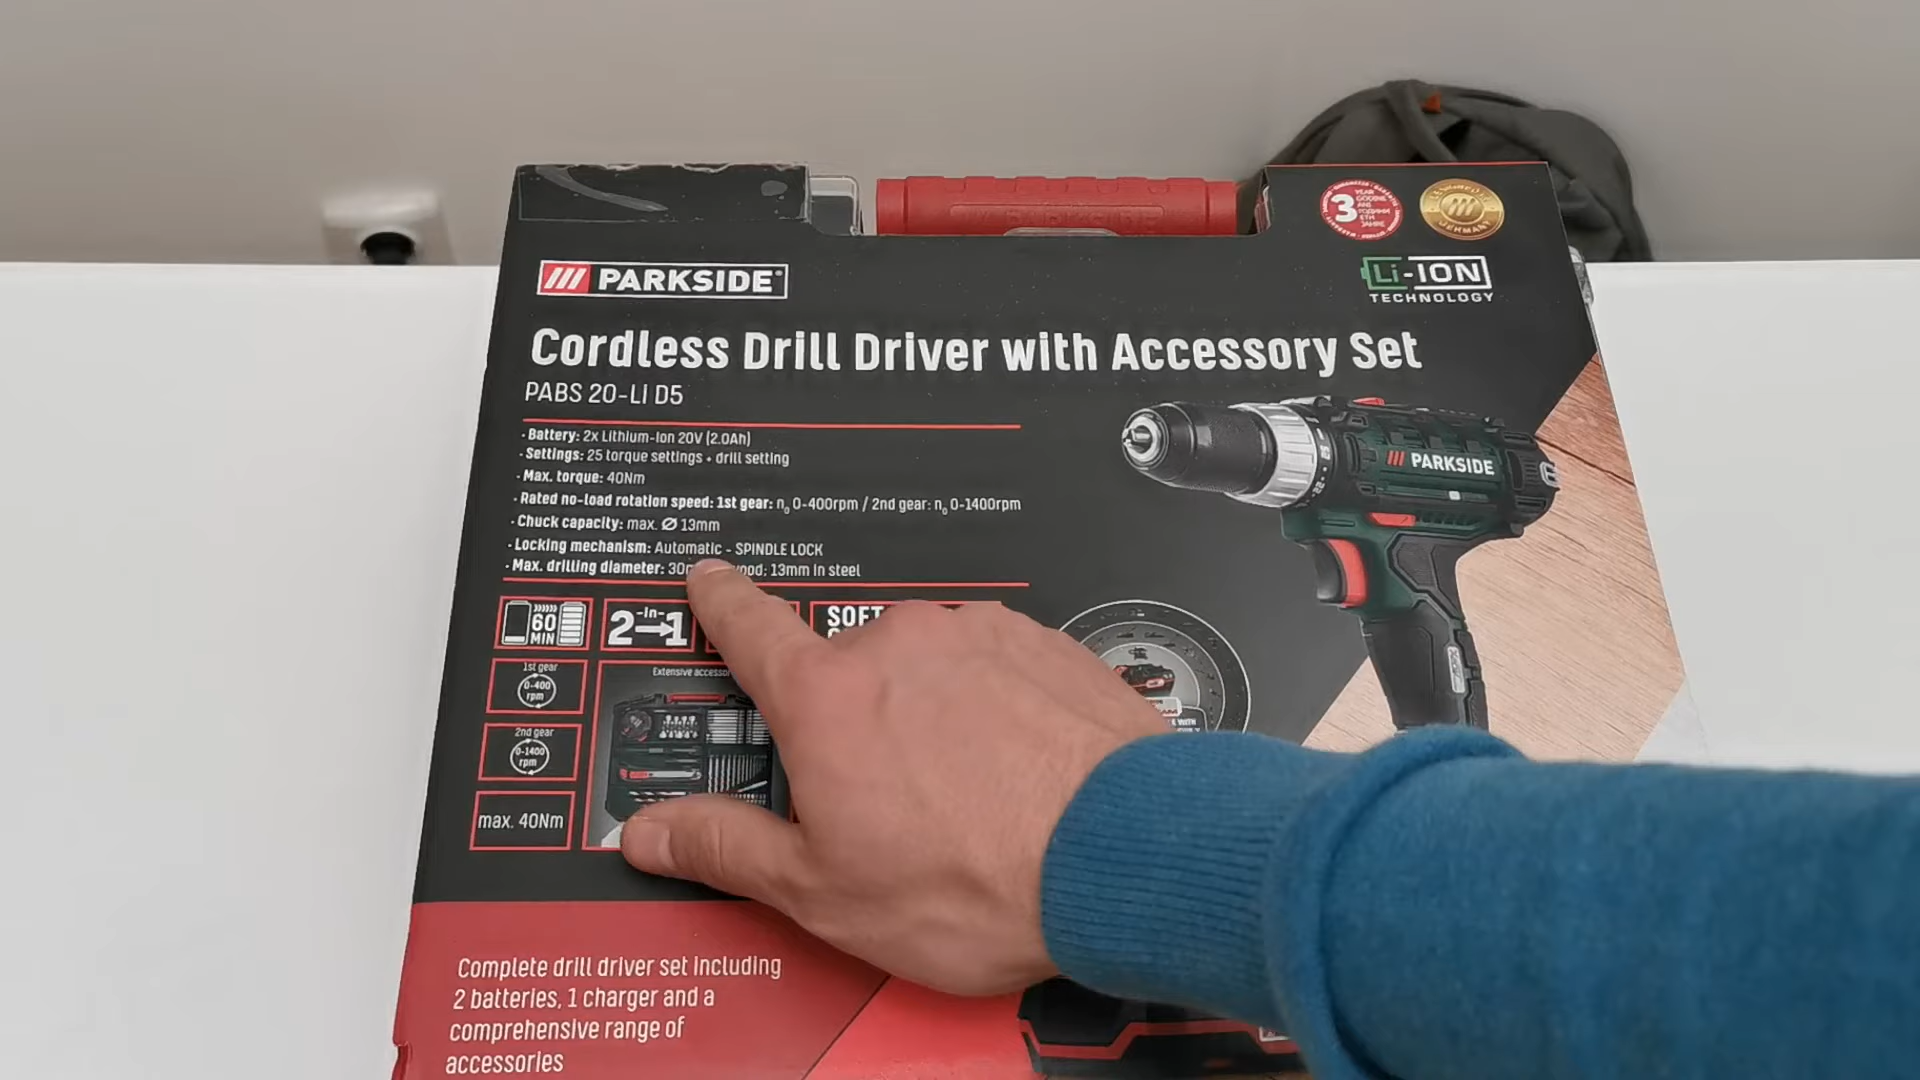 PARKSIDE
3 YEAR
GERMANY
PARKSIDE®
Li-ION
TECHNOLOGY
Cordless Drill Driver with Accessory Set
PABS 20-LI D5
· Battery: 2x Lithium-Ion 20V (2.0Ah)
· Settings: 25 torque settings + drill setting
· Max. torque: 40Nm
· Rated no-load rotation speed: 1st gear: n₀ 0-400rpm / 2nd gear: n₀ 0-1400rpm
· Chuck capacity: max. Ø 13mm
· Locking mechanism: Automatic - SPINDLE LOCK
· Max. drilling diameter: 13mm in steel
PARKSIDE
60 MIN
2-in-1
SOFT
1st gear
0-400 rpm
Extensive
2nd gear
0-1400 rpm
max. 40Nm
Complete drill driver set including
2 batteries, 1 charger and a
comprehensive range of
accessories